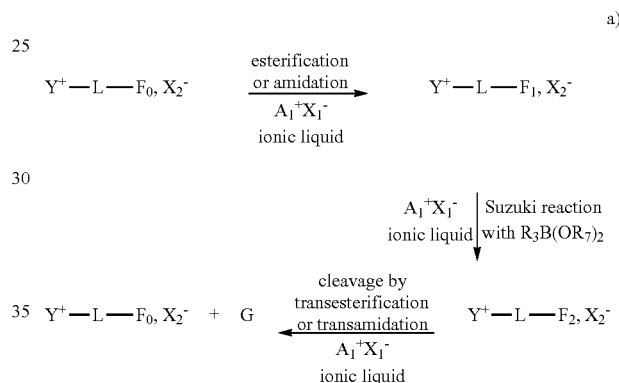 a)
25
esterification
or amidation
Y⁺—L—F₀, X₂⁻
A₁⁺X₁⁻
ionic liquid
Y⁺—L—F₁, X₂⁻
30
A₁⁺X₁⁻
ionic liquid
Suzuki reaction
with R₃B(OR₇)₂
cleavage by
transesterification
or transamidation
35
Y⁺—L—F₀, X₂⁻ + G
A₁⁺X₁⁻
ionic liquid
Y⁺—L—F₂, X₂⁻